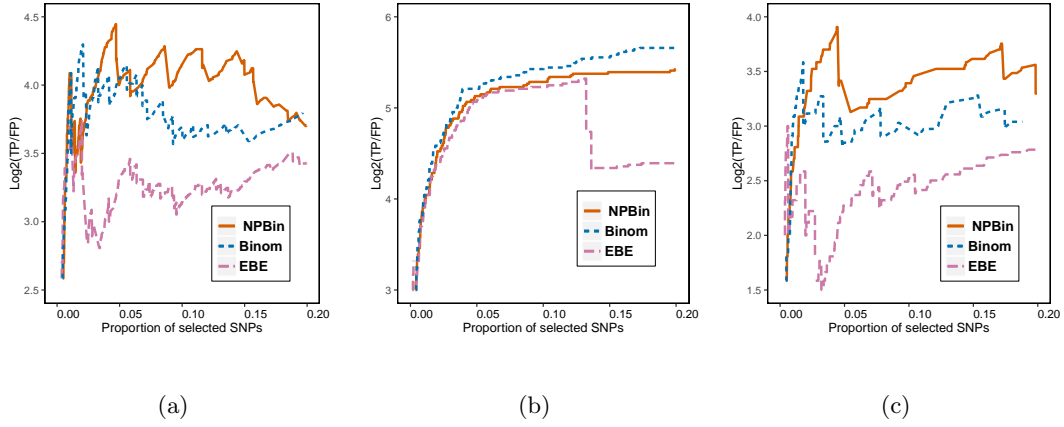 4.5
4.0
3.5
3.0
2.5
Log2(TP/FP)
0.00 0.05 0.10 0.15 0.20
Proportion of selected SNPs
NPBin
Binom
EBE
(a)
6
5
4
3
Log2(TP/FP)
0.00 0.05 0.10 0.15 0.20
Proportion of selected SNPs
NPBin
Binom
EBE
(b)
4.0
3.5
3.0
2.5
2.0
1.5
Log2(TP/FP)
0.00 0.05 0.10 0.15 0.20
Proportion of selected SNPs
NPBin
Binom
EBE
(c)